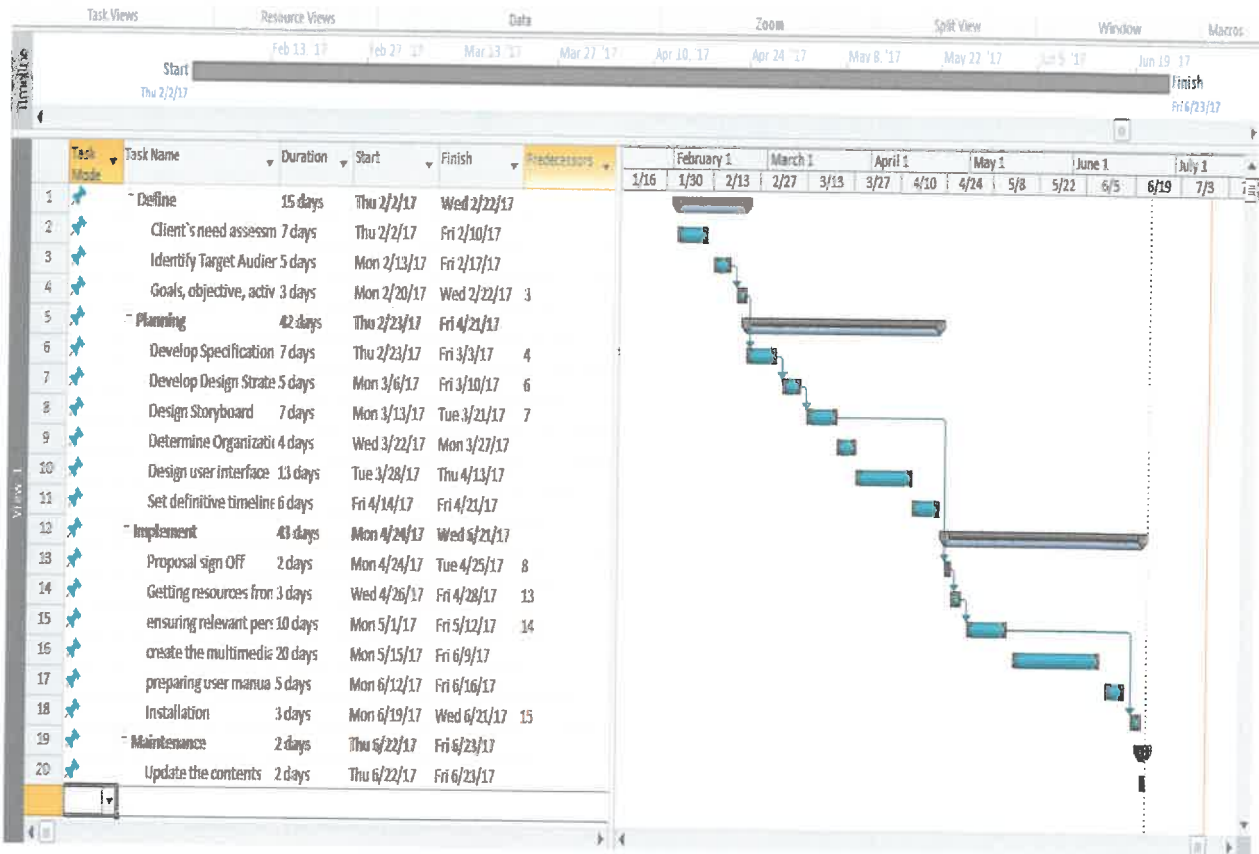 Task Views Resource Views Data Zoom Split View Window Macros
Timeline
Feb 13 '17 Feb 27 '17 Mar 13 '17 Mar 27 '17 Apr 10, '17 Apr 24 '17 May 8, '17 May 22 '17 Jun 5 '17 Jun 19 '17
Start
Thu 2/2/17
Finish
Fri 6/23/17
Task Mode Task Name Duration Start Finish Predecessors
February 1 March 1 April 1 May 1 June 1 July 1
1/16 1/30 2/13 2/27 3/13 3/27 4/10 4/24 5/8 5/22 6/5 6/19 7/3
1 Define 15 days Thu 2/2/17 Wed 2/22/17
2 Client`s need assessm 7 days Thu 2/2/17 Fri 2/10/17
3 Identify Target Audier 5 days Mon 2/13/17 Fri 2/17/17
4 Goals, objective, activ 3 days Mon 2/20/17 Wed 2/22/17 3
5 Planning 42 days Thu 2/23/17 Fri 4/21/17
6 Develop Specification 7 days Thu 2/23/17 Fri 3/3/17 4
7 Develop Design Strate 5 days Mon 3/6/17 Fri 3/10/17 6
8 Design Storyboard 7 days Mon 3/13/17 Tue 3/21/17 7
9 Determine Organizatic 4 days Wed 3/22/17 Mon 3/27/17
10 Design user interface 13 days Tue 3/28/17 Thu 4/13/17
11 Set definitive timeline 6 days Fri 4/14/17 Fri 4/21/17
12 Implement 43 days Mon 4/24/17 Wed 6/21/17
13 Proposal sign Off 2 days Mon 4/24/17 Tue 4/25/17 8
14 Getting resources fron 3 days Wed 4/26/17 Fri 4/28/17 13
15 ensuring relevant pers 10 days Mon 5/1/17 Fri 5/12/17 14
16 create the multimedia 20 days Mon 5/15/17 Fri 6/9/17
17 preparing user manua 5 days Mon 6/12/17 Fri 6/16/17
18 Installation 3 days Mon 6/19/17 Wed 6/21/17 15
19 Maintenance 2 days Thu 6/22/17 Fri 6/23/17
20 Update the contents 2 days Thu 6/22/17 Fri 6/23/17
View 1